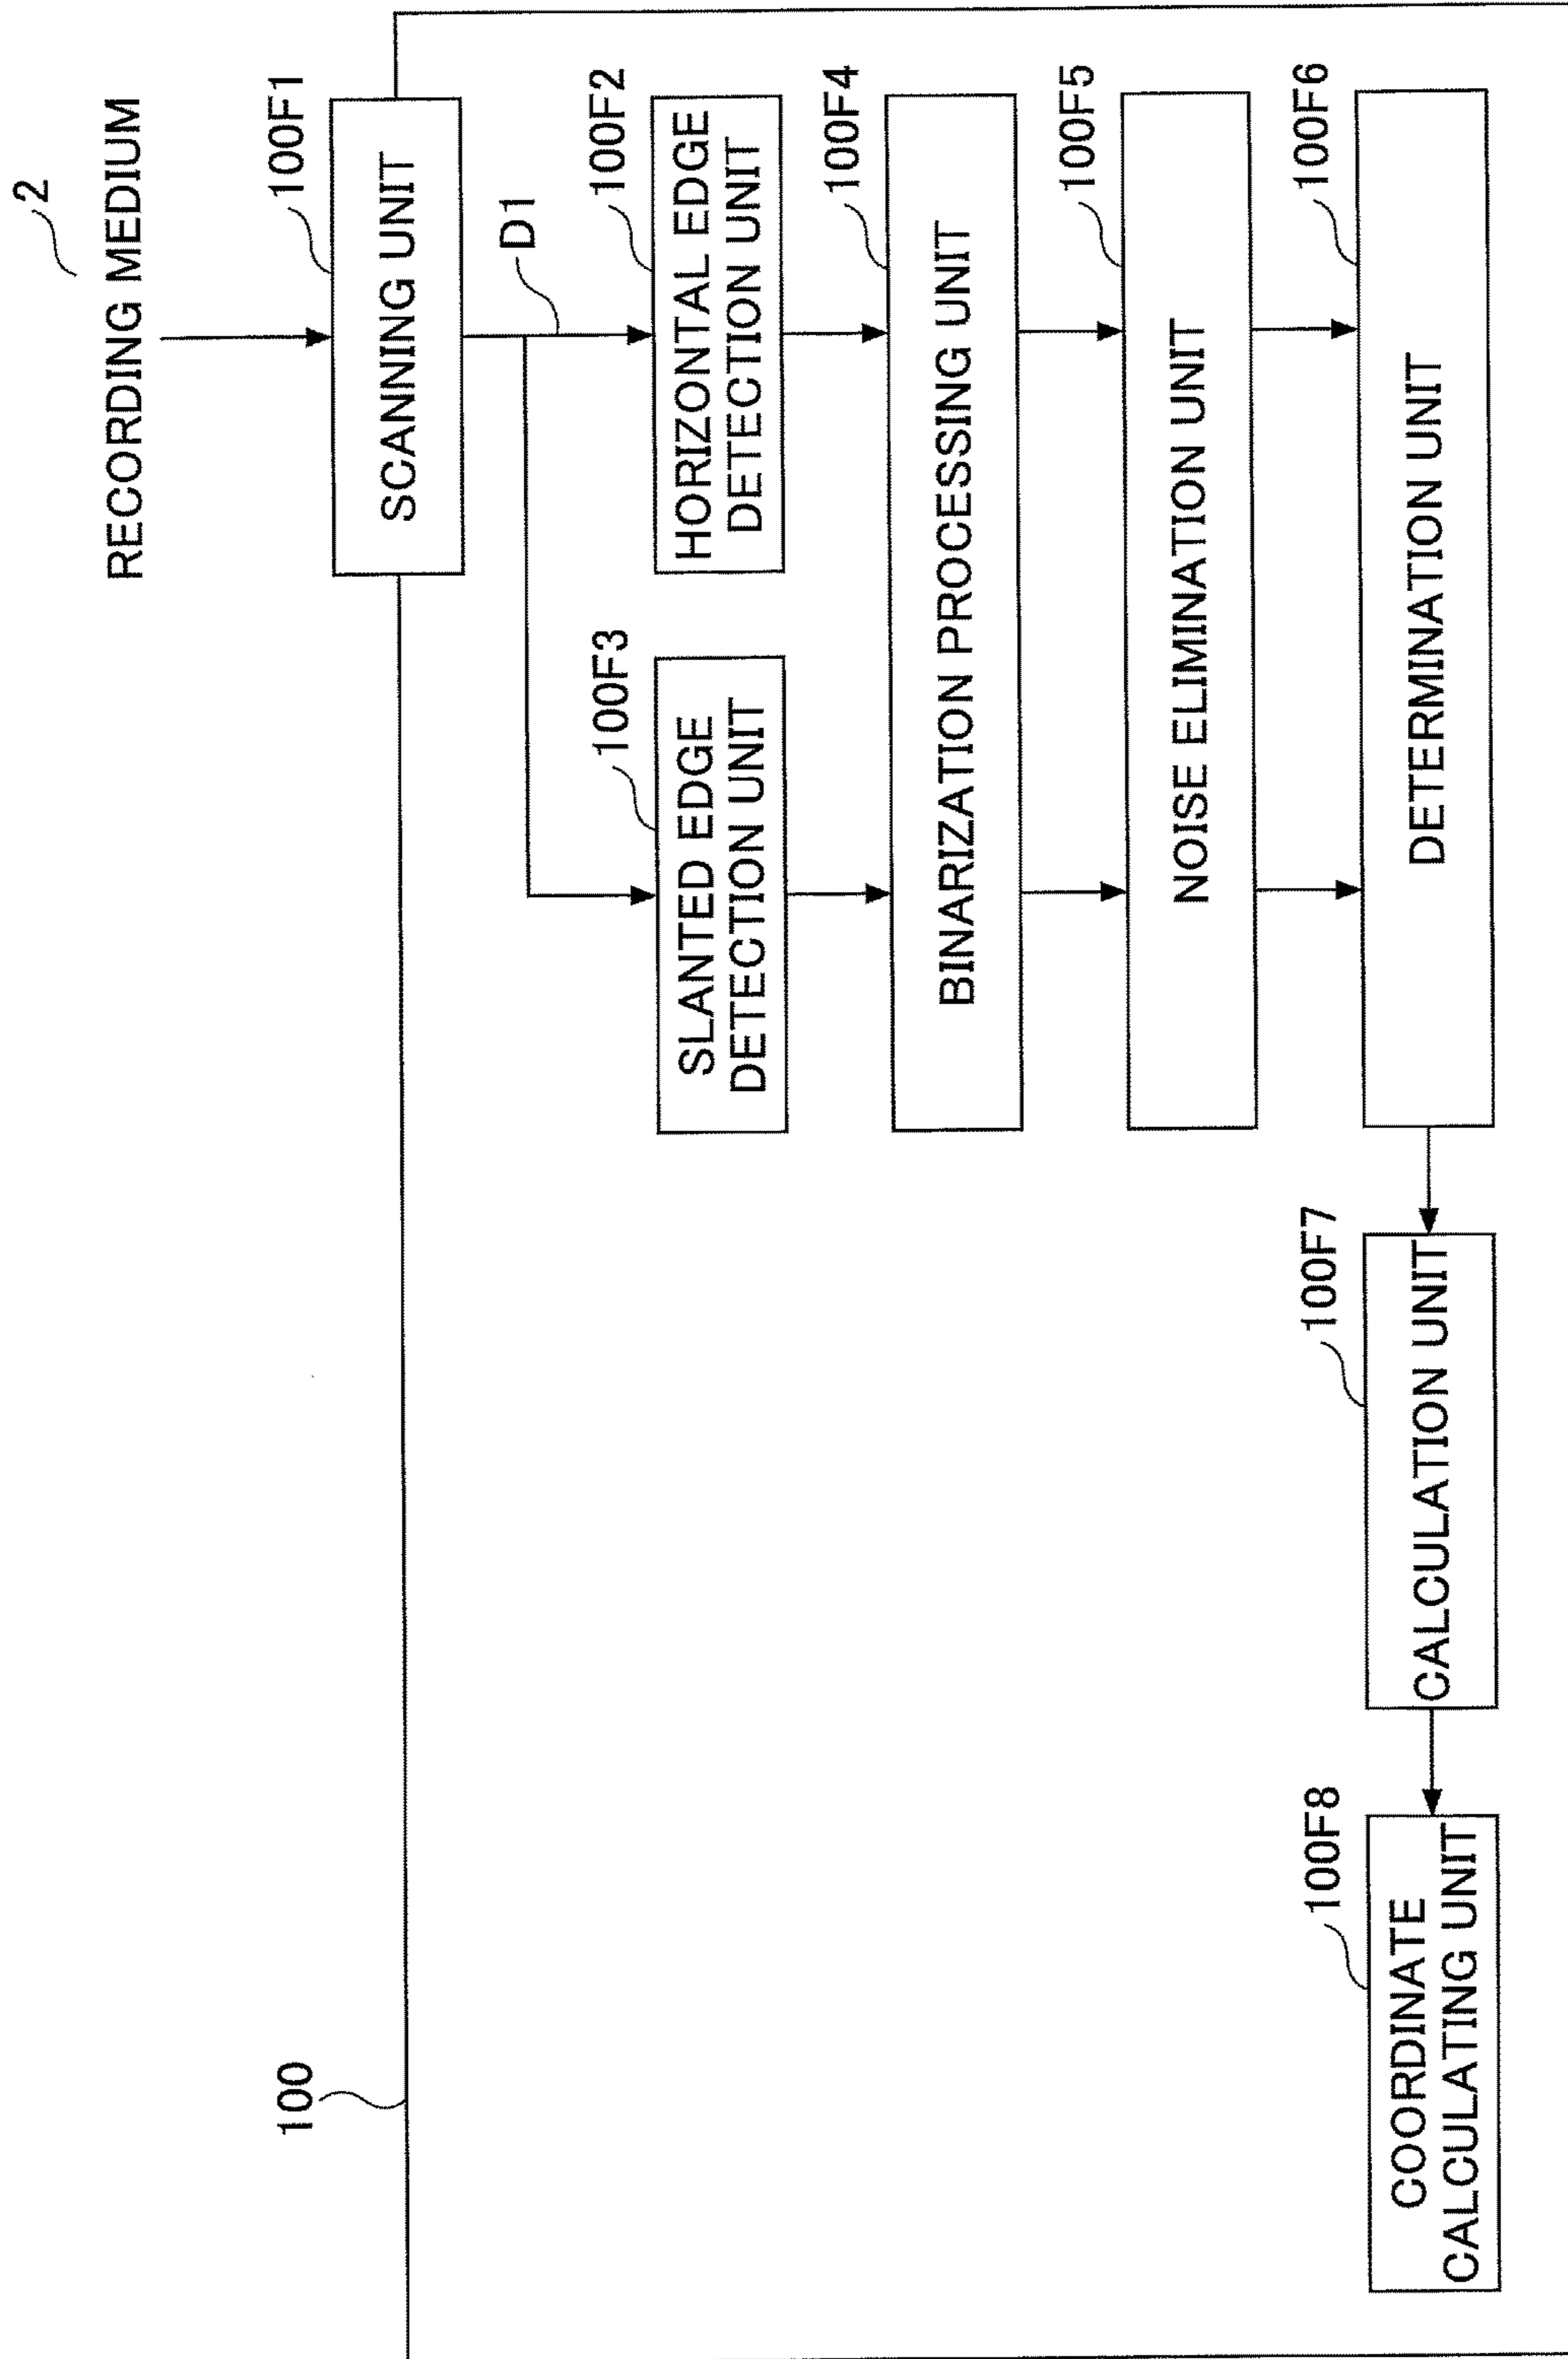 2
RECORDING MEDIUM
100F1
SCANNING UNIT
D1
100F2
HORIZONTAL EDGE
DETECTION UNIT
100F3
SLANTED EDGE
DETECTION UNIT
100F4
BINARIZATION PROCESSING UNIT
100F5
NOISE ELIMINATION UNIT
100F6
DETERMINATION UNIT
100F7
CALCULATION UNIT
100F8
COORDINATE
CALCULATING UNIT
100